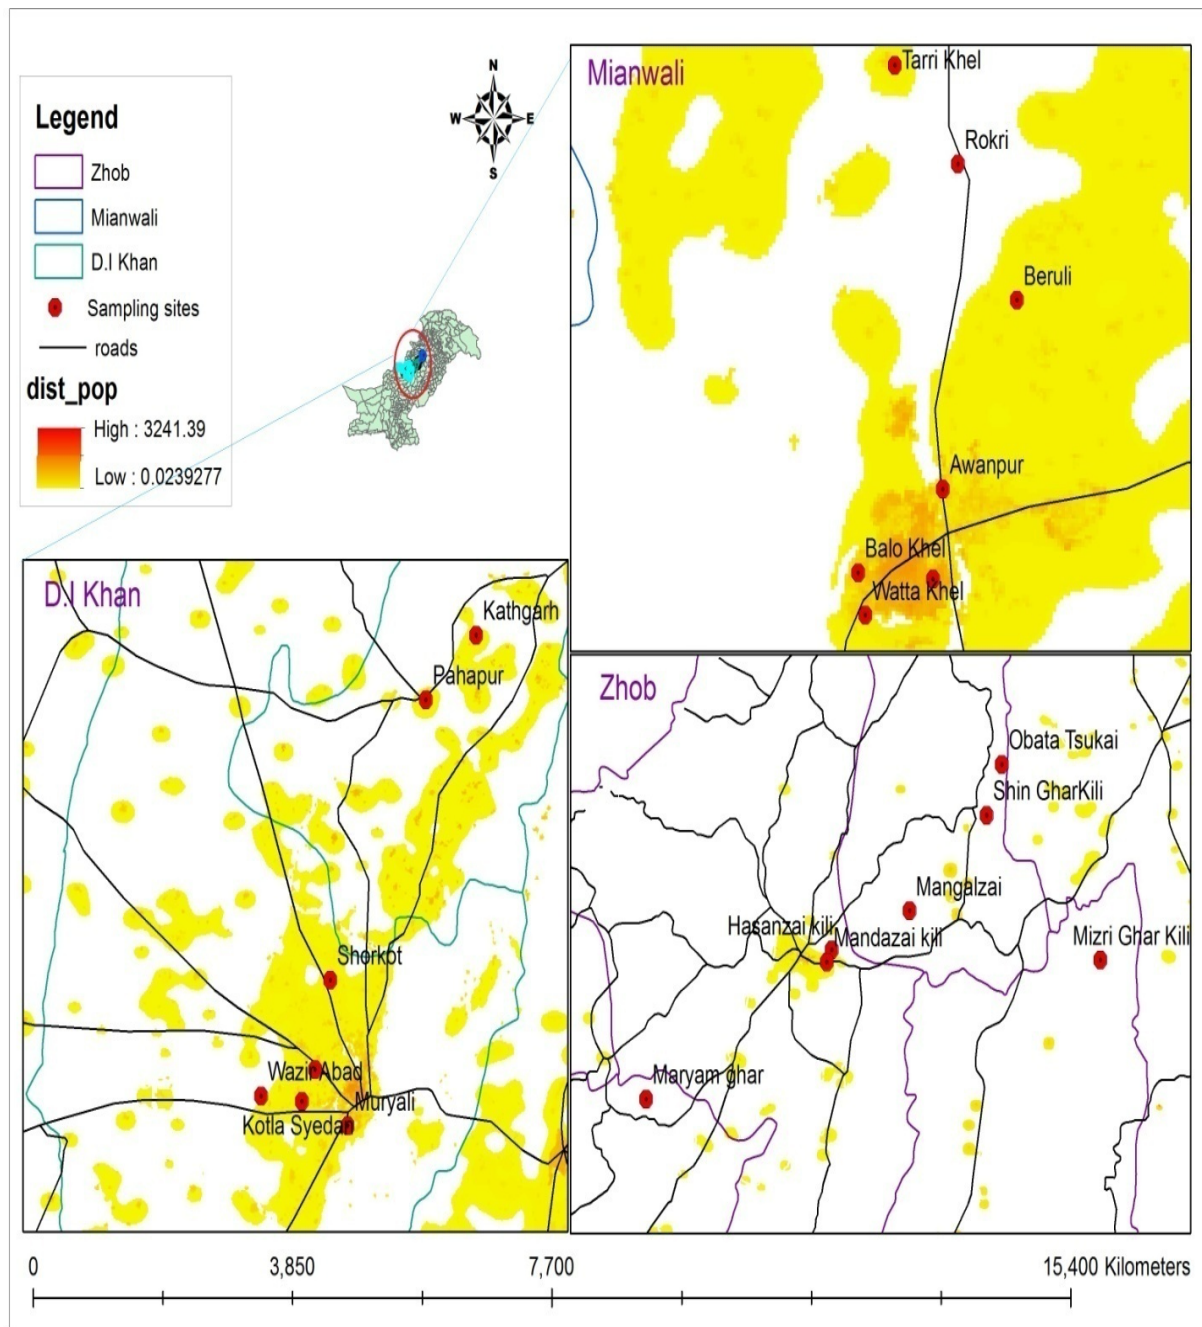 N
W E
S
Legend
Zhob
Mianwali
D.I Khan
Sampling sites
roads
dist_pop
High : 3241.39
Low : 0.0239277
Mianwali
Tarri Khel
Rokri
Beruli
Awanpur
Balo Khel
Watta Khel
D.I Khan
Kathgarh
Pahapur
Shorkot
Wazir Abad
Muryali
Kotla Syedan
Zhob
Obata Tsukai
Shin GharKili
Mangalzai
Hasanzai kili
Mandazai kili
Mizri Ghar Kili
Maryam ghar
0 3,850 7,700 15,400 Kilometers